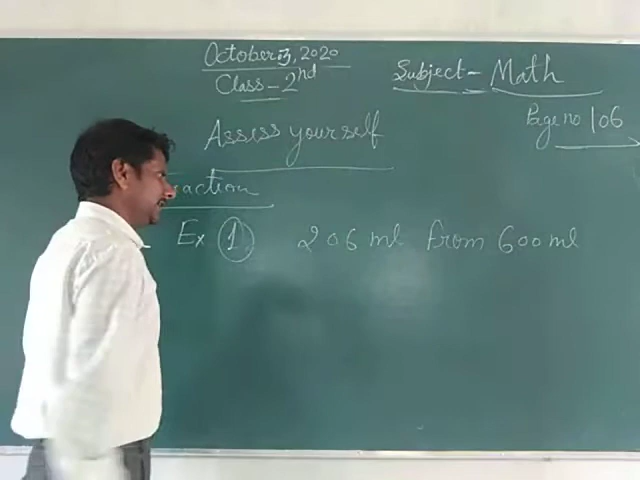 October 3, 2020
Class - 2nd
Subject - Math
Page no 106
Assess yourself
action
Ex 1. 206 ml from 600 ml